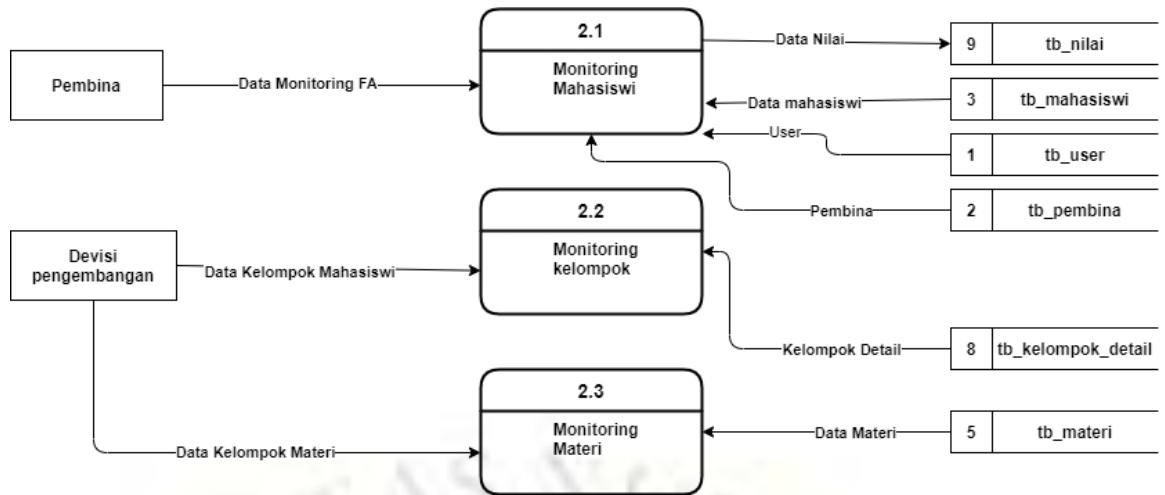 2.1
Data Nilai
9 tb_nilai
Pembina
Data Monitoring FA
Monitoring
Mahasiswi
Data mahasiswi
3 tb_mahasiswi
User
1 tb_user
2.2
Pembina
2 tb_pembina
Devisi
pengembangan
Data Kelompok Mahasiswi
Monitoring
kelompok
Kelompok Detail
8 tb_kelompok_detail
2.3
Monitoring
Materi
Data Materi
5 tb_materi
Data Kelompok Materi